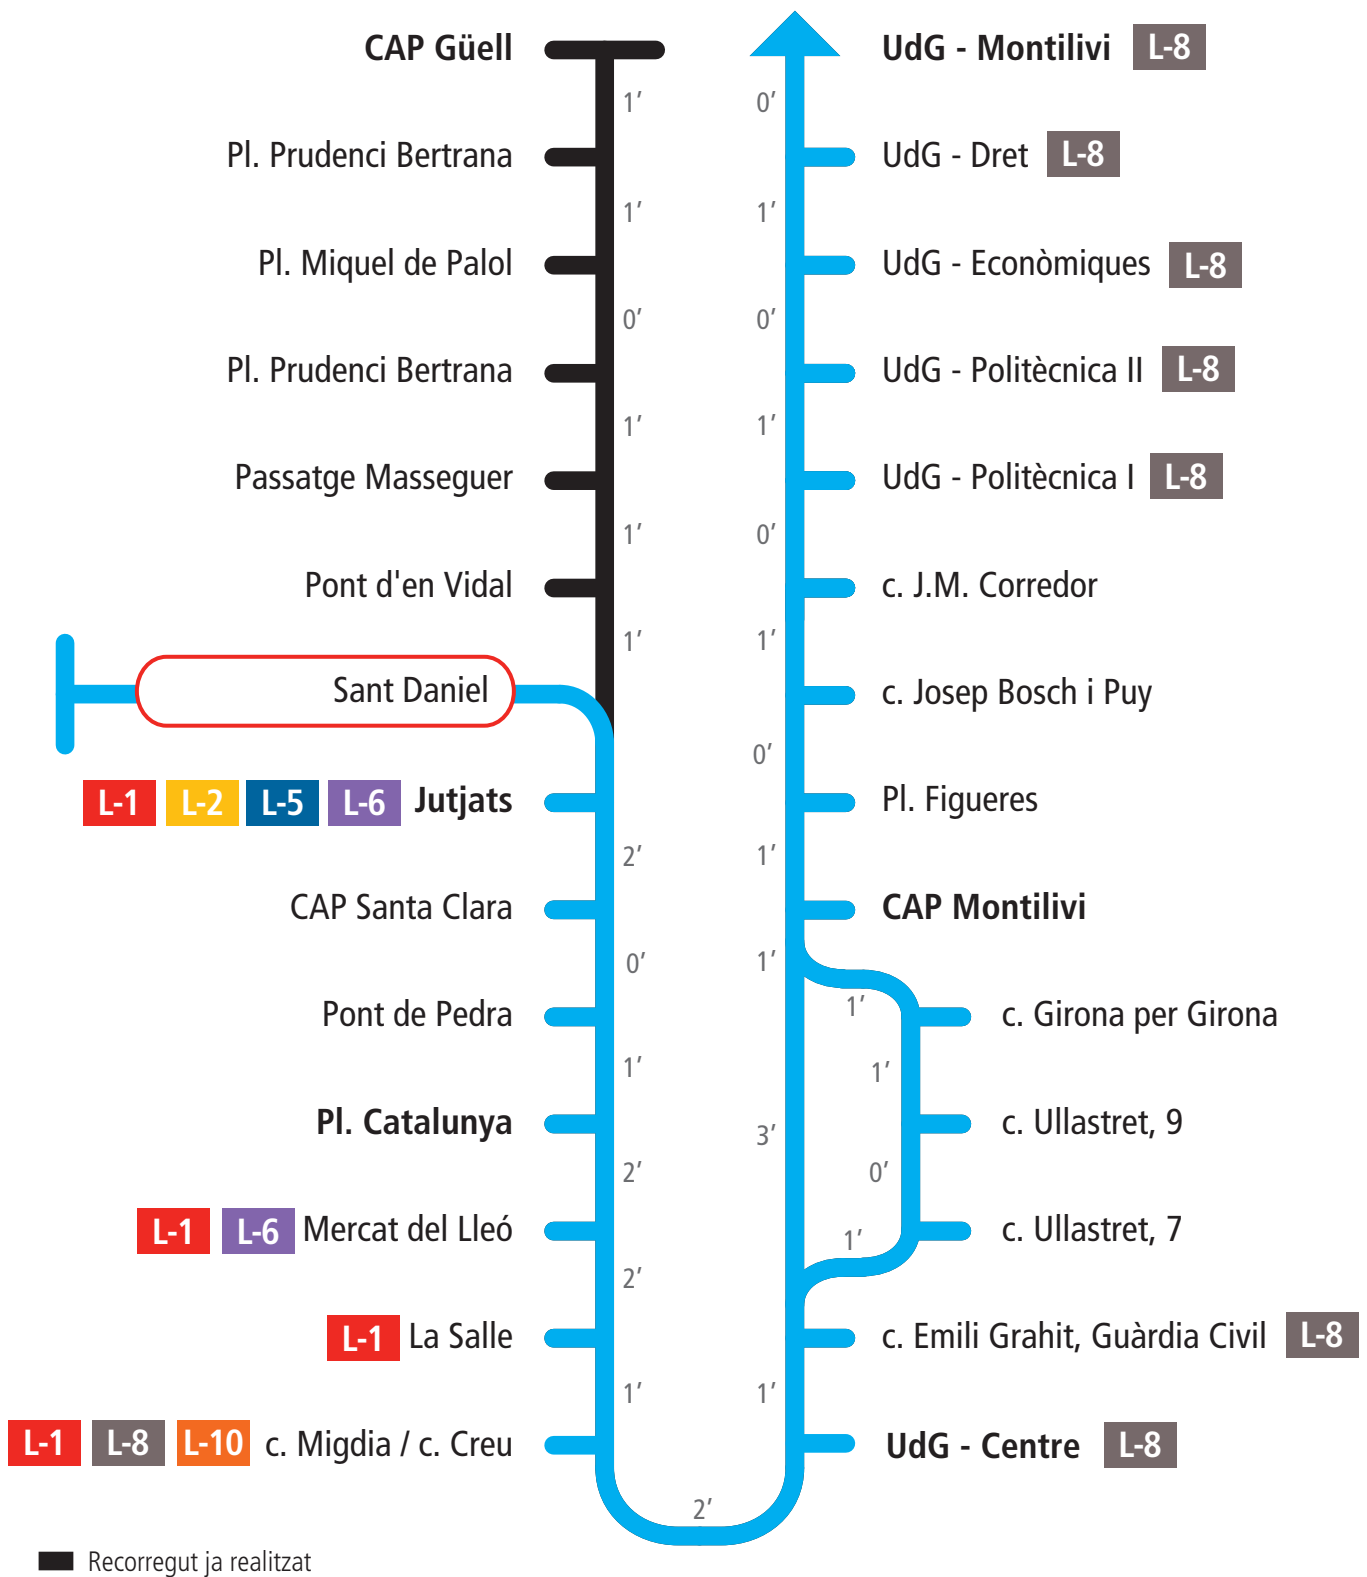 CAP Güell
1’
Pl. Prudenci Bertrana
1’
Pl. Miquel de Palol
0’
Pl. Prudenci Bertrana
1’
Passatge Masseguer
1’
Pont d'en Vidal
1’
Sant Daniel
L-1 L-2 L-5 L-6 Jutjats
2’
CAP Santa Clara
0’
Pont de Pedra
1’
Pl. Catalunya
2’
L-1 L-6 Mercat del Lleó
2’
L-1 La Salle
1’
L-1 L-8 L-10 c. Migdia / c. Creu
2’
UdG - Montilivi L-8
0’
UdG - Dret L-8
1’
UdG - Econòmiques L-8
0’
UdG - Politècnica II L-8
1’
UdG - Politècnica I L-8
0’
c. J.M. Corredor
1’
c. Josep Bosch i Puy
0’
Pl. Figueres
1’
CAP Montilivi
1’
1’
c. Girona per Girona
1’
c. Ullastret, 9
3’
0’
c. Ullastret, 7
1’
c. Emili Grahit, Guàrdia Civil L-8
1’
UdG - Centre L-8
Recorregut ja realitzat